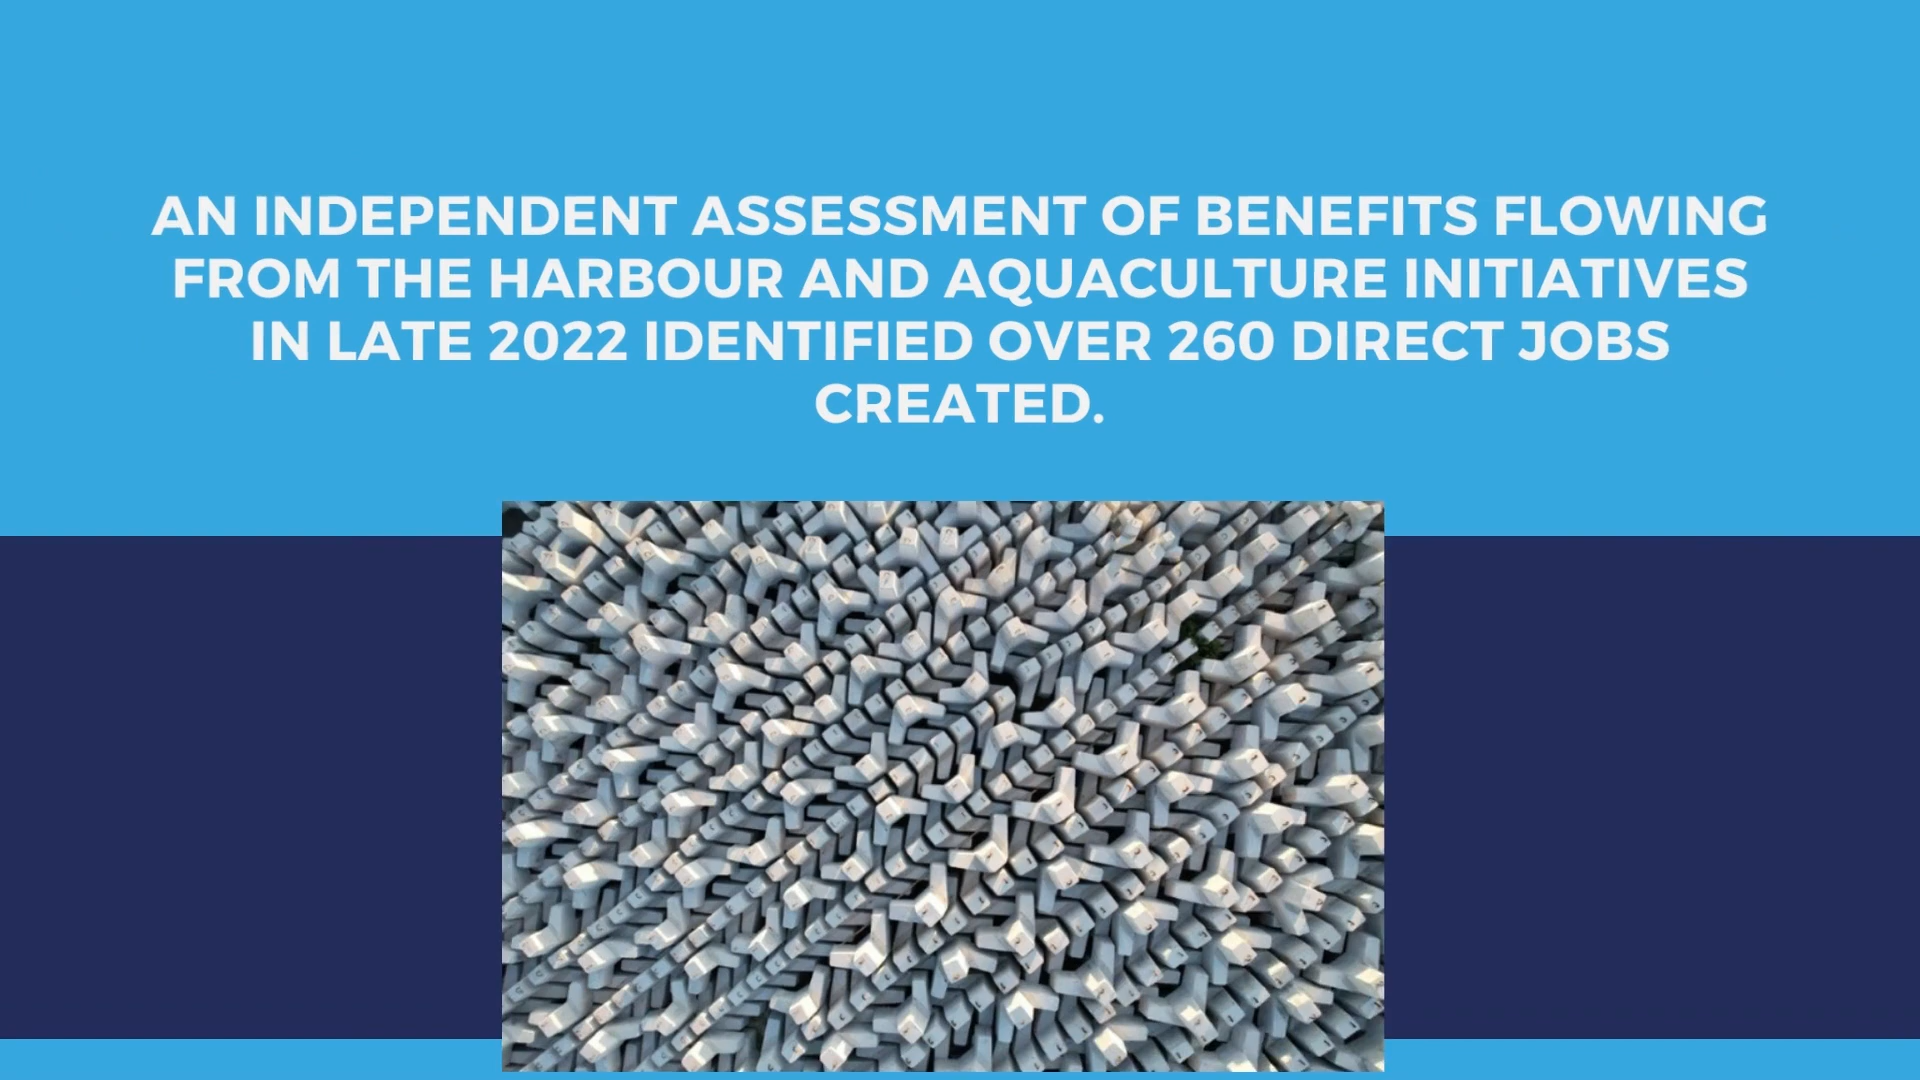 AN INDEPENDENT ASSESSMENT OF BENEFITS FLOWING
FROM THE HARBOUR AND AQUACULTURE INITIATIVES
IN LATE 2022 IDENTIFIED OVER 260 DIRECT JOBS
CREATED.